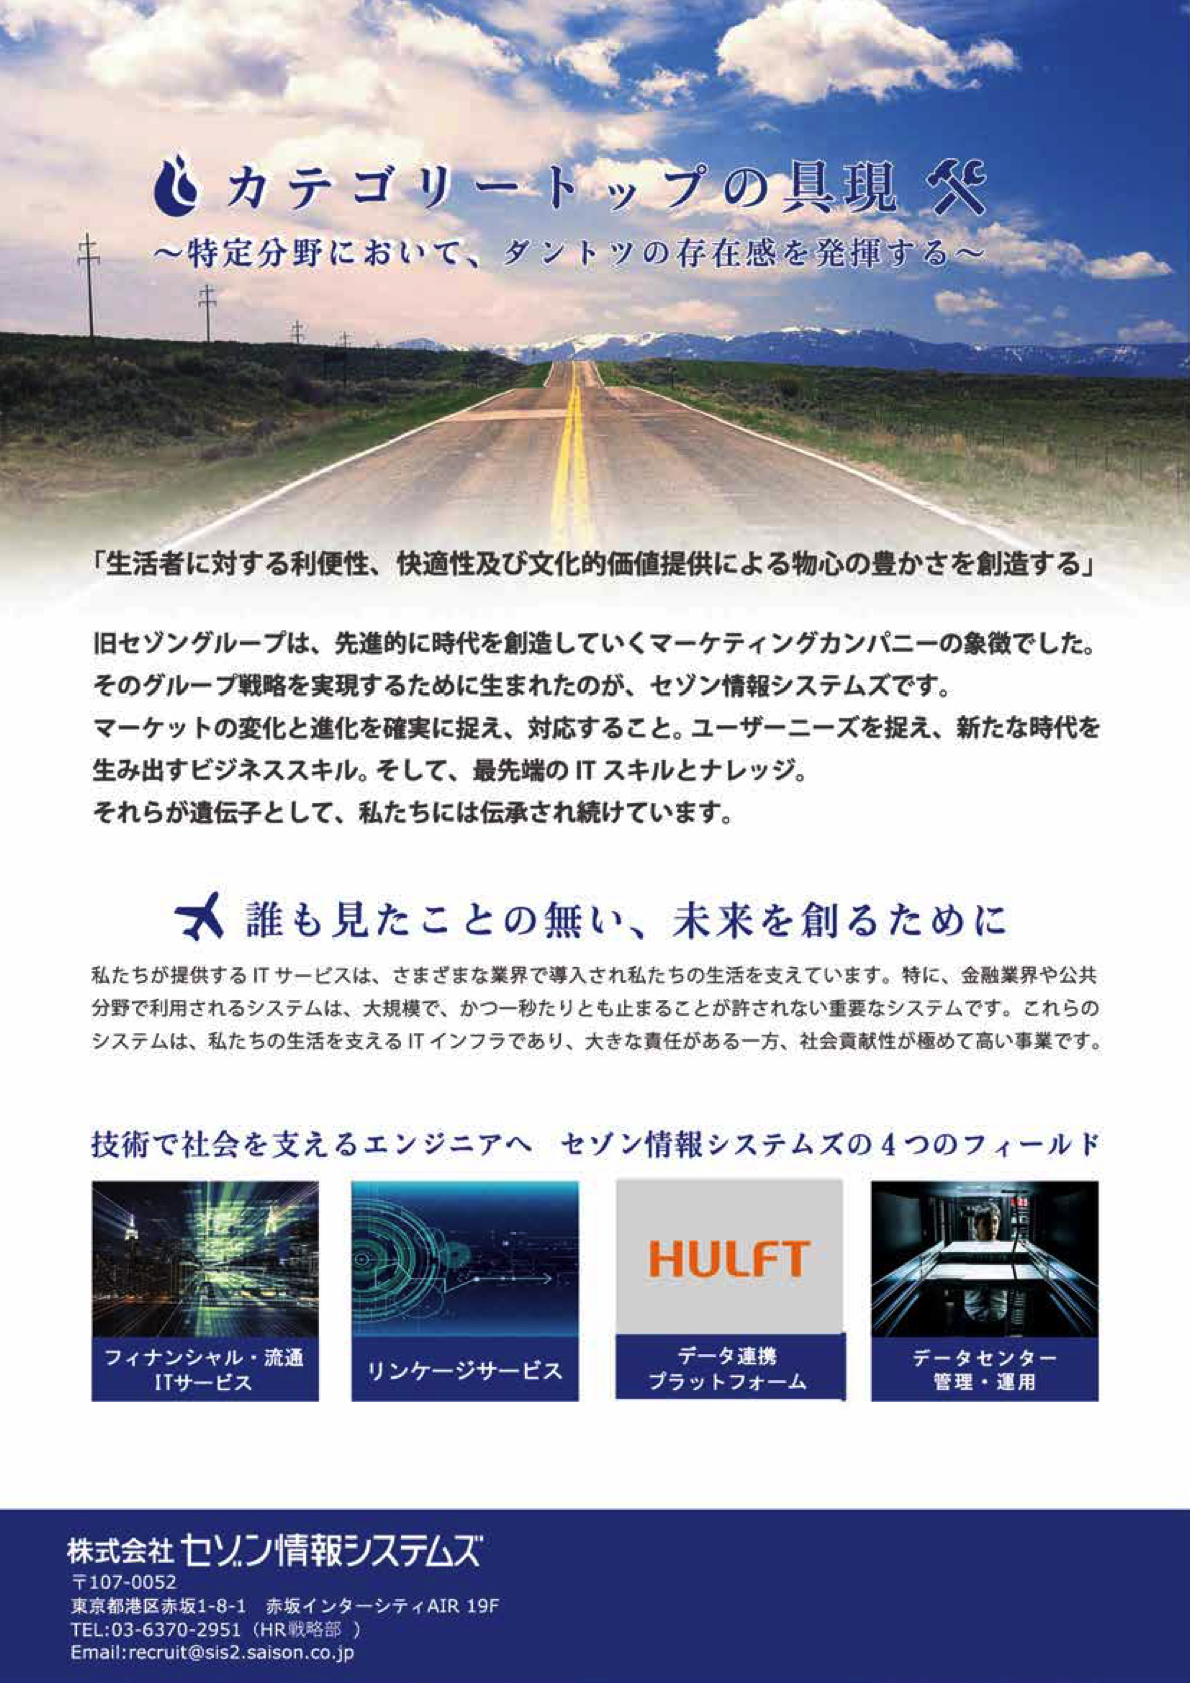 カテゴリートップの具現
～特定分野において、ダントツの存在感を発揮する～
「生活者に対する利便性、快適性及び文化的価値提供による物心の豊かさを創造する」
旧セゾングループは、先進的に時代を創造していくマーケティングカンパニーの象徴でした。
そのグループ戦略を実現するために生まれたのが、セゾン情報システムズです。
マーケットの変化と進化を確実に捉え、対応すること。ユーザーニーズを捉え、新たな時代を
生み出すビジネススキル。そして、最先端の IT スキルとナレッジ。
それらが遺伝子として、私たちには伝承され続けています。
誰も見たことの無い、未来を創るために
私たちが提供する IT サービスは、さまざまな業界で導入され私たちの生活を支えています。特に、金融業界や公共
分野で利用されるシステムは、大規模で、かつ一秒たりとも止まることが許されない重要なシステムです。これらの
システムは、私たちの生活を支える IT インフラであり、大きな責任がある一方、社会貢献性が極めて高い事業です。
技術で社会を支えるエンジニアへ　セゾン情報システムズの４つのフィールド
フィナンシャル・流通
ITサービス
リンケージサービス
HULFT
データ連携
プラットフォーム
データセンター
管理・運用
株式会社 セゾン情報システムズ
〒107-0052
東京都港区赤坂1-8-1　赤坂インターシティAIR 19F
TEL:03-6370-2951（HR戦略部 ）
Email:recruit@sis2.saison.co.jp